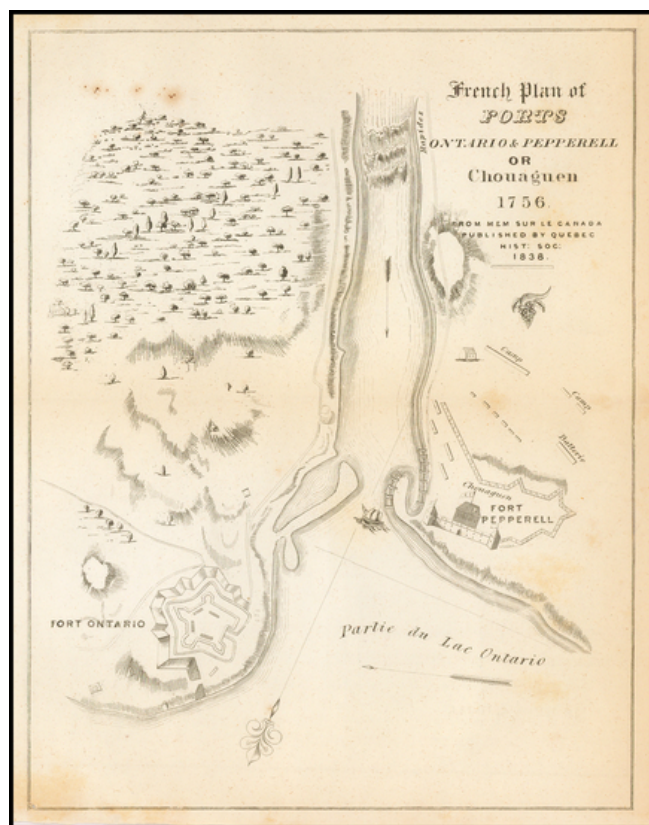 French Plan of
FORTS
ONTARIO & PEPPERELL
OR
Chouaguen
1756.
FROM MEM SUR LE CANADA
PUBLISHED BY QUEBEC
HIST: SOC:
1838.
Rapides
Camp
Camp
Batterie
Chouaguen
FORT
PEPPERELL
FORT ONTARIO
Partie du Lac Ontario